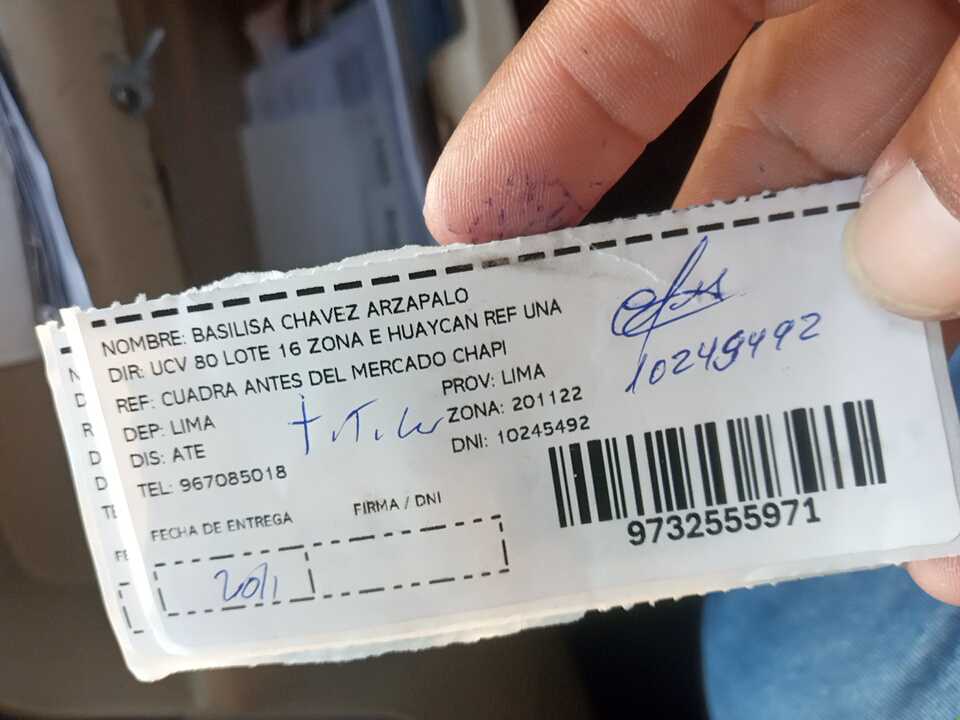 NOMBRE: BASILISA CHAVEZ ARZAPALO
DIR: UCV 80 LOTE 16 ZONA E HUAYCAN REF UNA
REF: CUADRA ANTES DEL MERCADO CHAPI
DEP: LIMA PROV: LIMA
DIS: ATE ZONA: 201122
TEL: 967085018 DNI: 10245492
10245492
FECHA DE ENTREGA FIRMA / DNI
20/1
9732555971